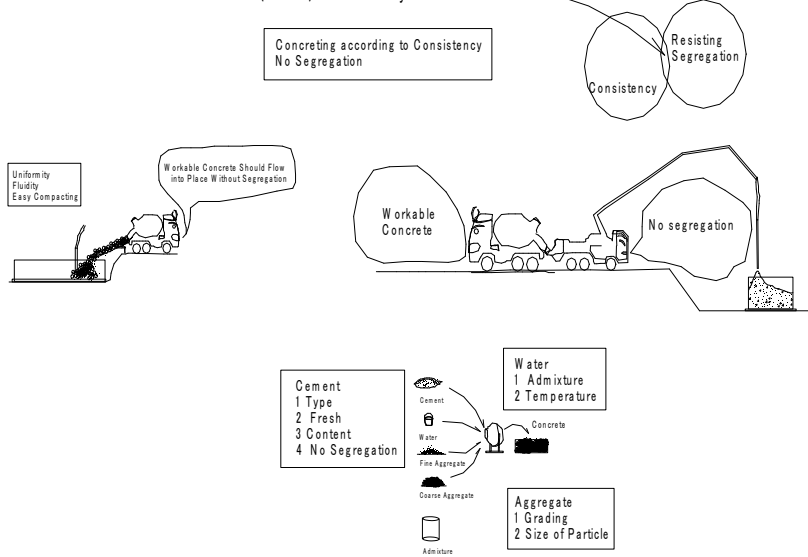 Concreting according to Consistency
No Segregation
Resisting
Segregation
Consistency
Uniformity
Fluidity
Easy Compacting
Workable Concrete Should Flow
into Place Without Segregation
Workable
Concrete
No segregation
Cement
1 Type
2 Fresh
3 Content
4 No Segregation
Cement
Water
Fine Aggregate
Coarse Aggregate
Admixture
Water
1 Admixture
2 Temperature
Concrete
Aggregate
1 Grading
2 Size of Particle